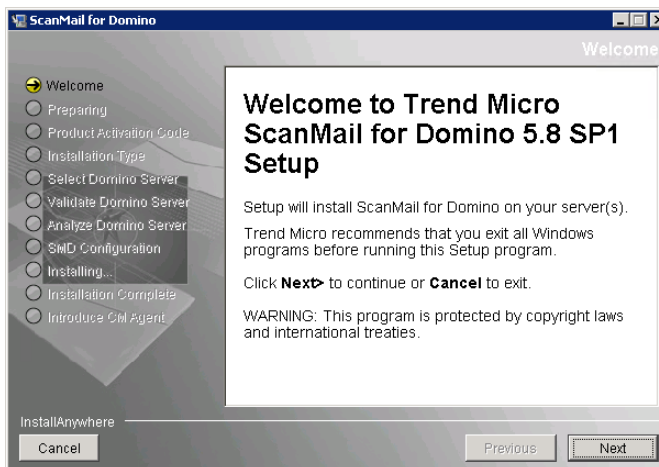 ScanMail for Domino
Welcome
Welcome
Preparing
Product Activation Code
Installation Type
Select Domino Server
Validate Domino Server
Analyze Domino Server
SMD Configuration
Installing...
Installation Complete
Introduce CM Agent
Welcome to Trend Micro
ScanMail for Domino 5.8 SP1
Setup
Setup will install ScanMail for Domino on your server(s).
Trend Micro recommends that you exit all Windows
programs before running this Setup program.
Click Next> to continue or Cancel to exit.
WARNING: This program is protected by copyright laws
and international treaties.
InstallAnywhere
Cancel
Previous
Next